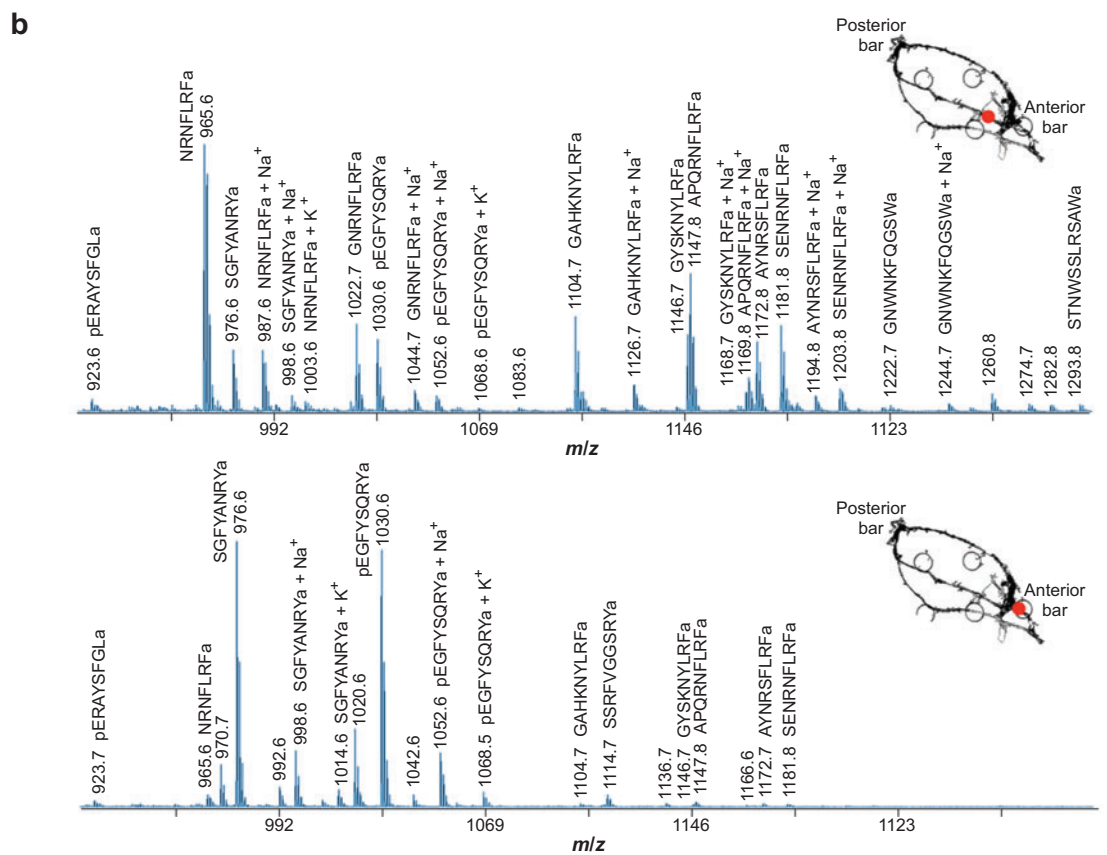 b
Posterior
bar
Anterior
bar
923.6 pERAYSFGLa
NRNFLRFa
965.6
976.6 SGFYANRYa
987.6 NRNFLRFa + Na+
998.6 SGFYANRYa + Na+
1003.6 NRNFLRFa + K+
1022.7 GNRNFLRFa
1030.6 pEGFYSQRYa
1044.7 GNRNFLRFa + Na+
1052.6 pEGFYSQRYa + Na+
1068.6 pEGFYSQRYa + K+
1083.6
1104.7 GAHKNYLRFa
1126.7 GAHKNYLRFa + Na+
1146.7 GYSKNYLRFa
1147.8 APQRNFLRFa
1168.7 GYSKNYLRFa + Na+
1169.8 APQRNFLRFa + Na+
1172.8 AYNRSFLRFa
1181.8 SENRNFLRFa
1194.8 AYNRSFLRFa + Na+
1203.8 SENRNFLRFa + Na+
1222.7 GNWNKFQGSWa
1244.7 GNWNKFQGSWa + Na+
1260.8
1274.7
1282.8
1293.8 STNWSSLRSAWa
992
1069
1146
1123
m/z
Posterior
bar
Anterior
bar
923.7 pERAYSFGLa
965.6 NRNFLRFa
970.7
SGFYANRYa
976.6
992.6
998.6 SGFYANRYa + Na+
1014.6 SGFYANRYa + K+
1020.6
pEGFYSQRYa
1030.6
1042.6
1052.6 pEGFYSQRYa + Na+
1068.5 pEGFYSQRYa + K+
1104.7 GAHKNYLRFa
1114.7 SSRFVGGSRYa
1136.7
1146.7 GYSKNYLRFa
1147.8 APQRNFLRFa
1166.6
1172.7 AYNRSFLRFa
1181.8 SENRNFLRFa
992
1069
1146
1123
m/z